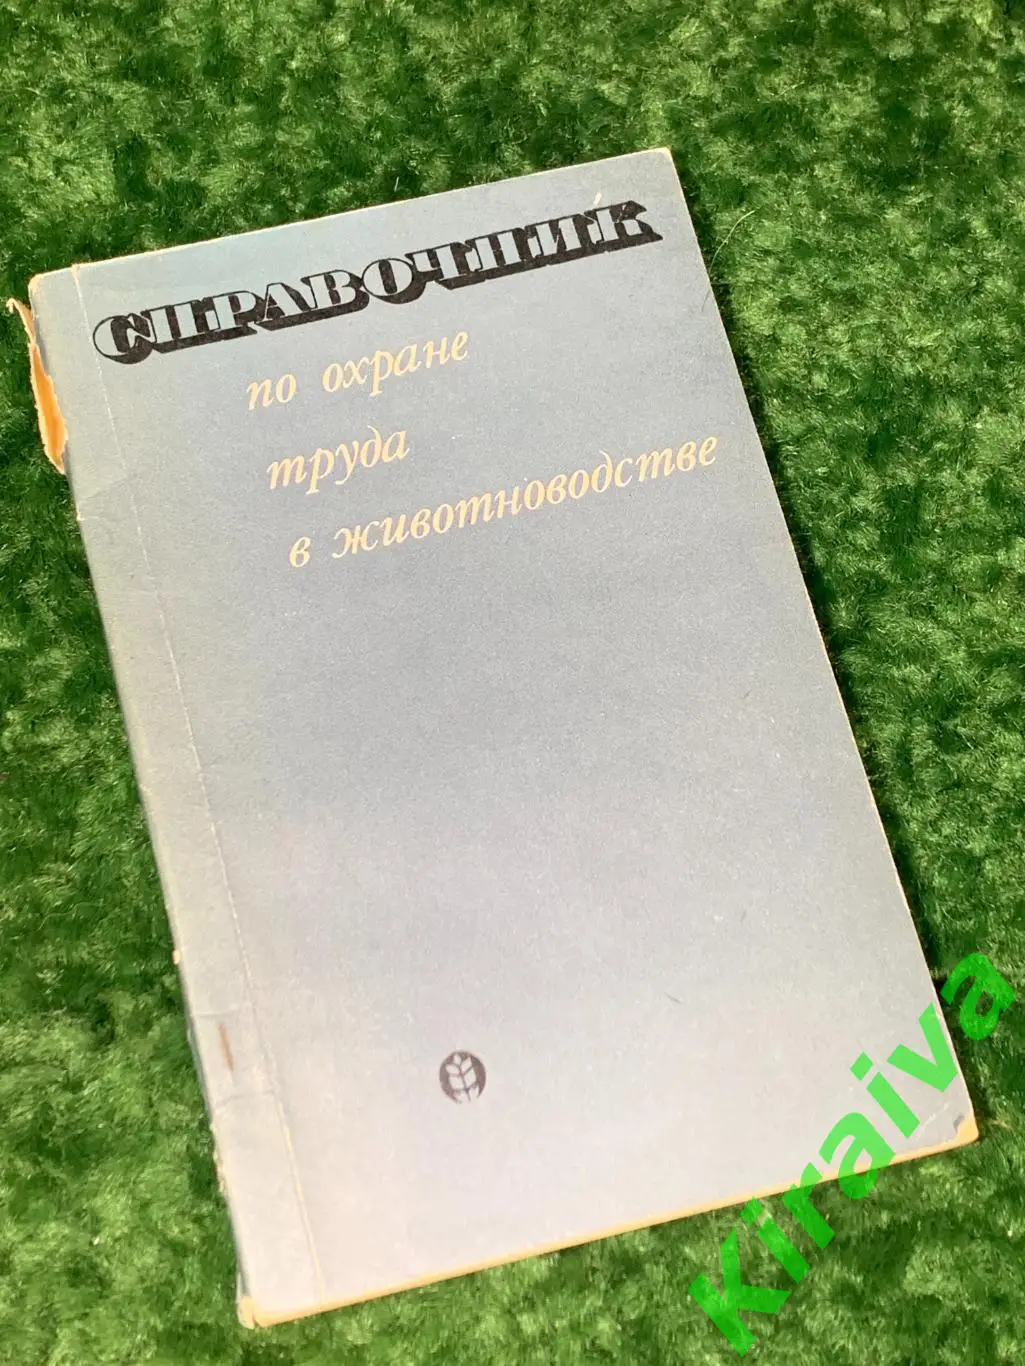 СПРАВОЧНИК
по охране
труда
в животноводстве
Kiraiva